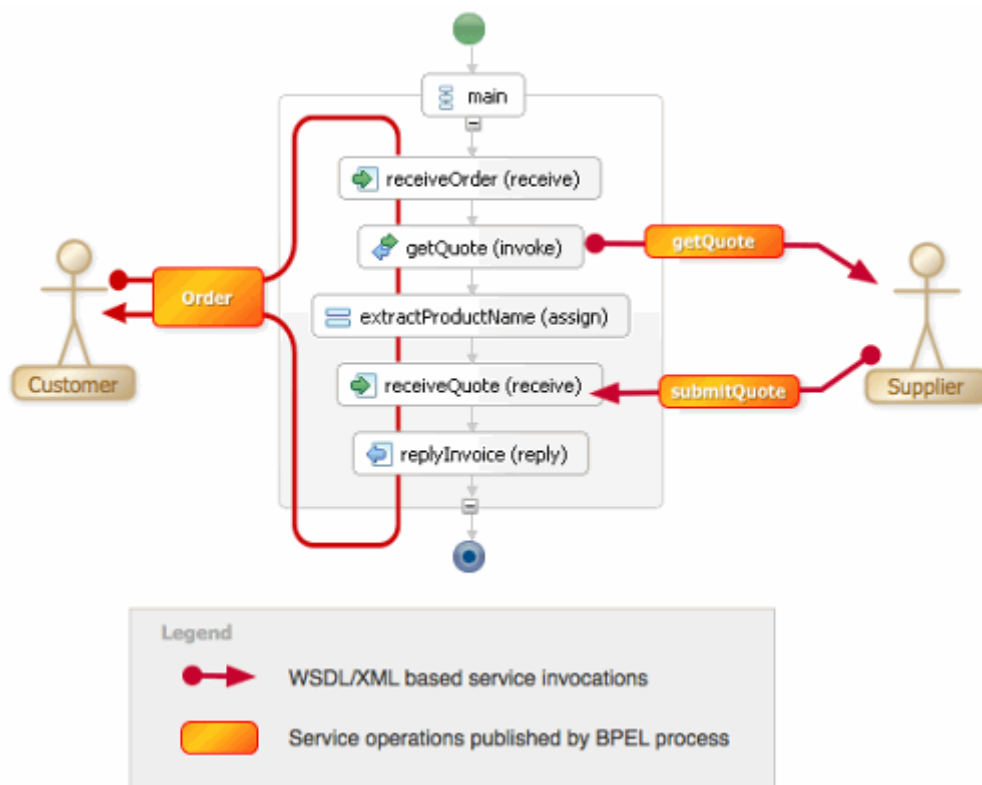 main
receiveOrder (receive)
getQuote (invoke)
getQuote
Order
extractProductName (assign)
Customer
receiveQuote (receive)
submitQuote
Supplier
replyInvoice (reply)
Legend
WSDL/XML based service invocations
Service operations published by BPEL process